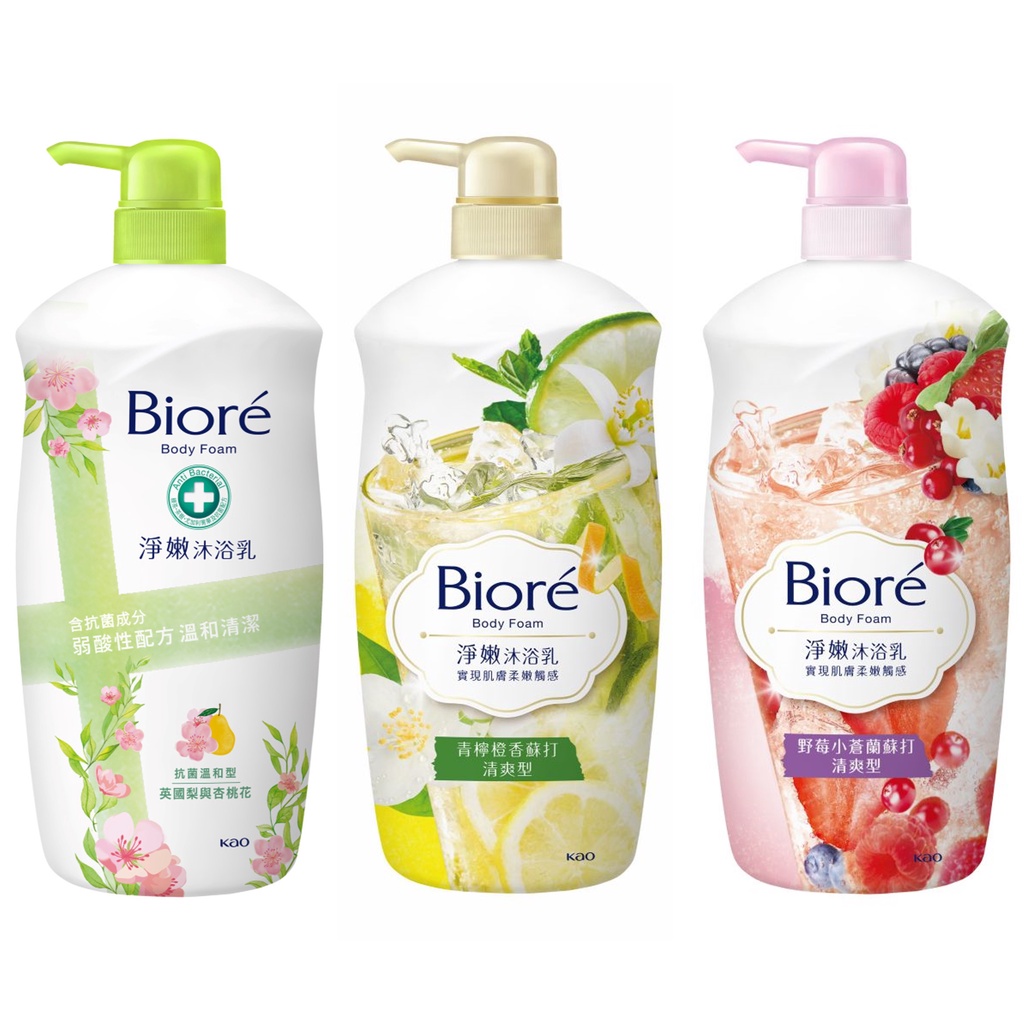 Bioré
Body Foam
Anti Bacterial
淨嫩沐浴乳
含抗菌成分
弱酸性配方溫和清潔
抗菌溫和型
英國梨與杏桃花
Kao
Bioré
Body Foam
淨嫩沐浴乳
實現肌膚柔嫩觸感
青檸橙香蘇打
清爽型
Kao
Bioré
Body Foam
淨嫩沐浴乳
實現肌膚柔嫩觸感
野莓小蒼蘭蘇打
清爽型
Kao